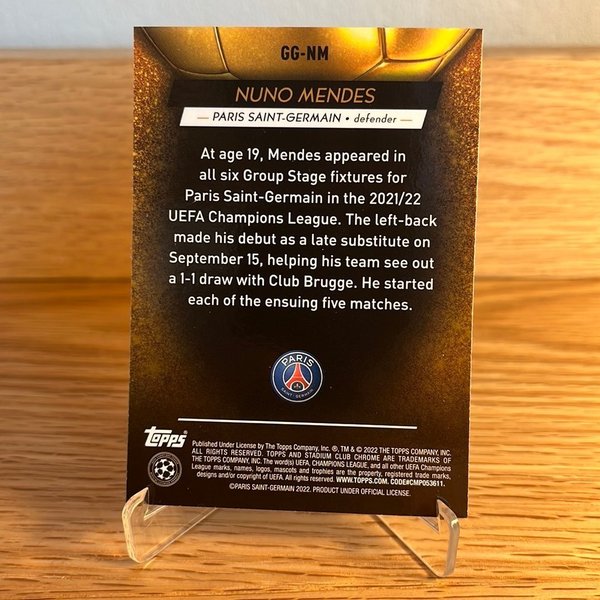 GG-NM
NUNO MENDES
PARIS SAINT-GERMAIN • defender
At age 19, Mendes appeared in
all six Group Stage fixtures for
Paris Saint-Germain in the 2021/22
UEFA Champions League. The left-back
made his debut as a late substitute on
September 15, helping his team see out
a 1-1 draw with Club Brugge. He started
each of the ensuing five matches.
PARIS
SAINT-GERMAIN
Topps
Published Under License by The Topps Company, Inc. ®, TM & © 2022 THE TOPPS COMPANY, INC.
ALL RIGHTS RESERVED. TOPPS AND STADIUM CLUB CHROME ARE TRADEMARKS OF
THE TOPPS COMPANY, INC. The word(s) UEFA, CHAMPIONS LEAGUE, and all other UEFA Champions
League marks, names, logos, mascots and trophies are the property, registered trade marks,
designs and/or copyright of UEFA. All rights reserved. WWW.TOPPS.COM. CODE#CMP053611.
©PARIS SAINT-GERMAIN 2022. PRODUCT UNDER OFFICIAL LICENSE.